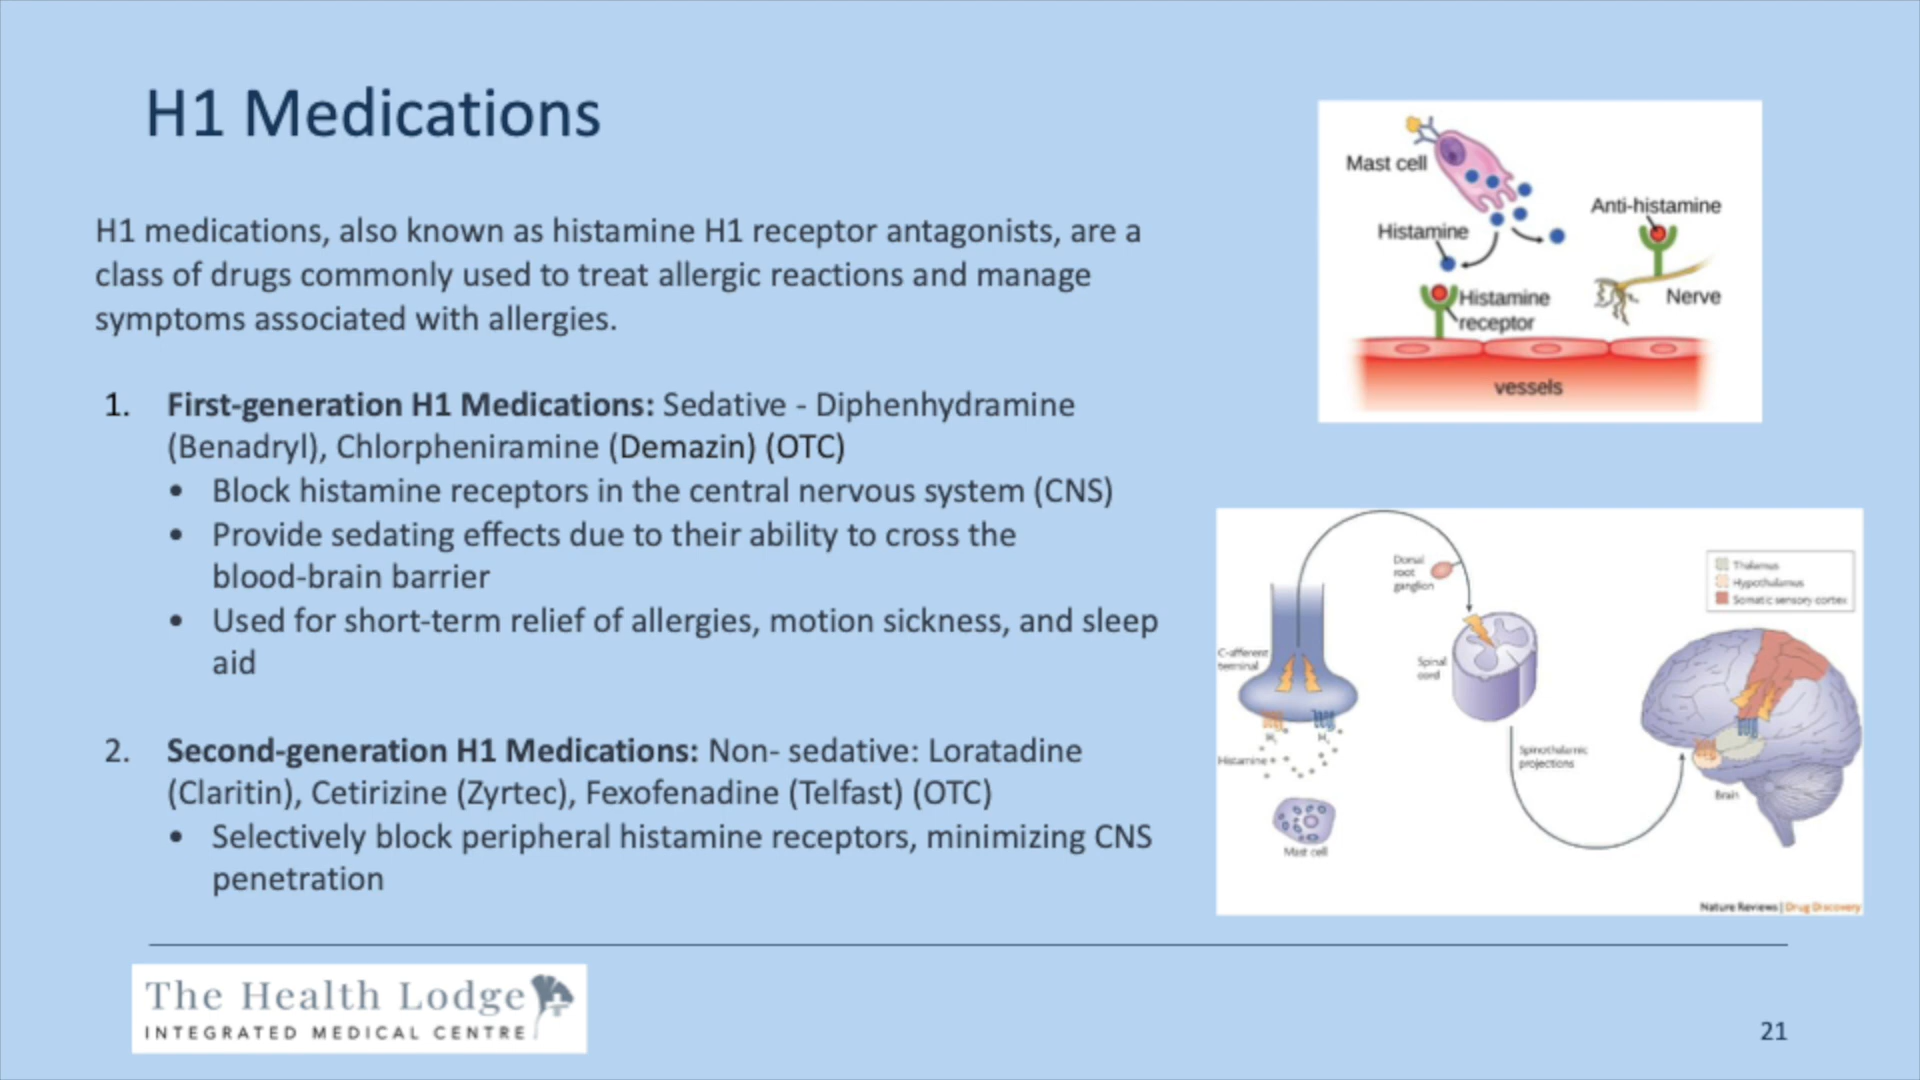 H1 Medications
H1 medications, also known as histamine H1 receptor antagonists, are a
class of drugs commonly used to treat allergic reactions and manage
symptoms associated with allergies.
1. First-generation H1 Medications: Sedative - Diphenhydramine
(Benadryl), Chlorpheniramine (Demazin) (OTC)
• Block histamine receptors in the central nervous system (CNS)
• Provide sedating effects due to their ability to cross the
blood-brain barrier
• Used for short-term relief of allergies, motion sickness, and sleep
aid
2. Second-generation H1 Medications: Non- sedative: Loratadine
(Claritin), Cetirizine (Zyrtec), Fexofenadine (Telfast) (OTC)
• Selectively block peripheral histamine receptors, minimizing CNS
penetration
Mast cell
Anti-histamine
Histamine
Histamine
receptor
Nerve
vessels
Dorsal
root
ganglion
Thalamus
Hypothalamus
Somatic sensory cortex
C-afferent
terminal
Spinal
cord
Histamine
Spinothalamic
projections
Brain
Mast cell
Nature Reviews | Drug Discovery
The Health Lodge
INTEGRATED MEDICAL CENTRE
21